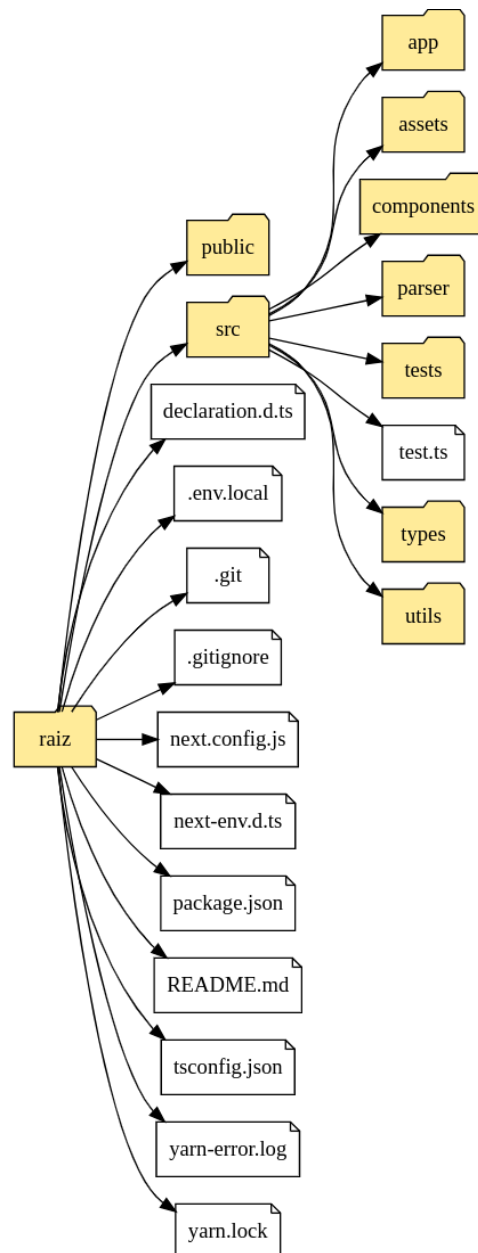 app
assets
components
public
parser
src
tests
declaration.d.ts
test.ts
.env.local
types
.git
utils
.gitignore
raiz
next.config.js
next-env.d.ts
package.json
README.md
tsconfig.json
yarn-error.log
yarn.lock